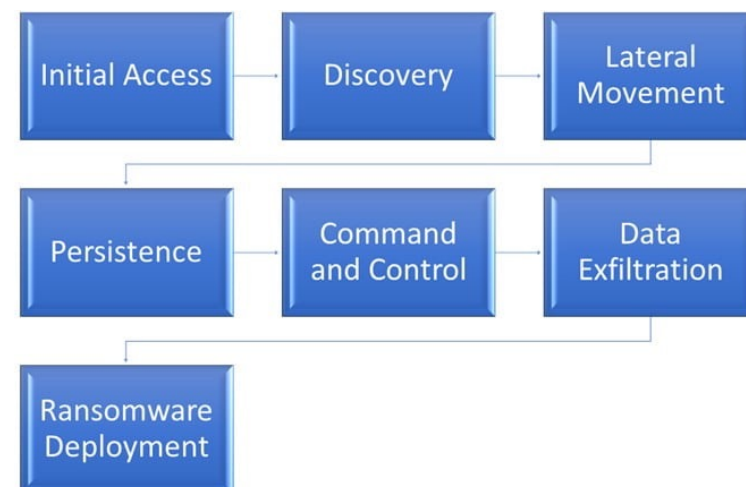 Initial Access
Discovery
Lateral
Movement
Persistence
Command
and Control
Data
Exfiltration
Ransomware
Deployment